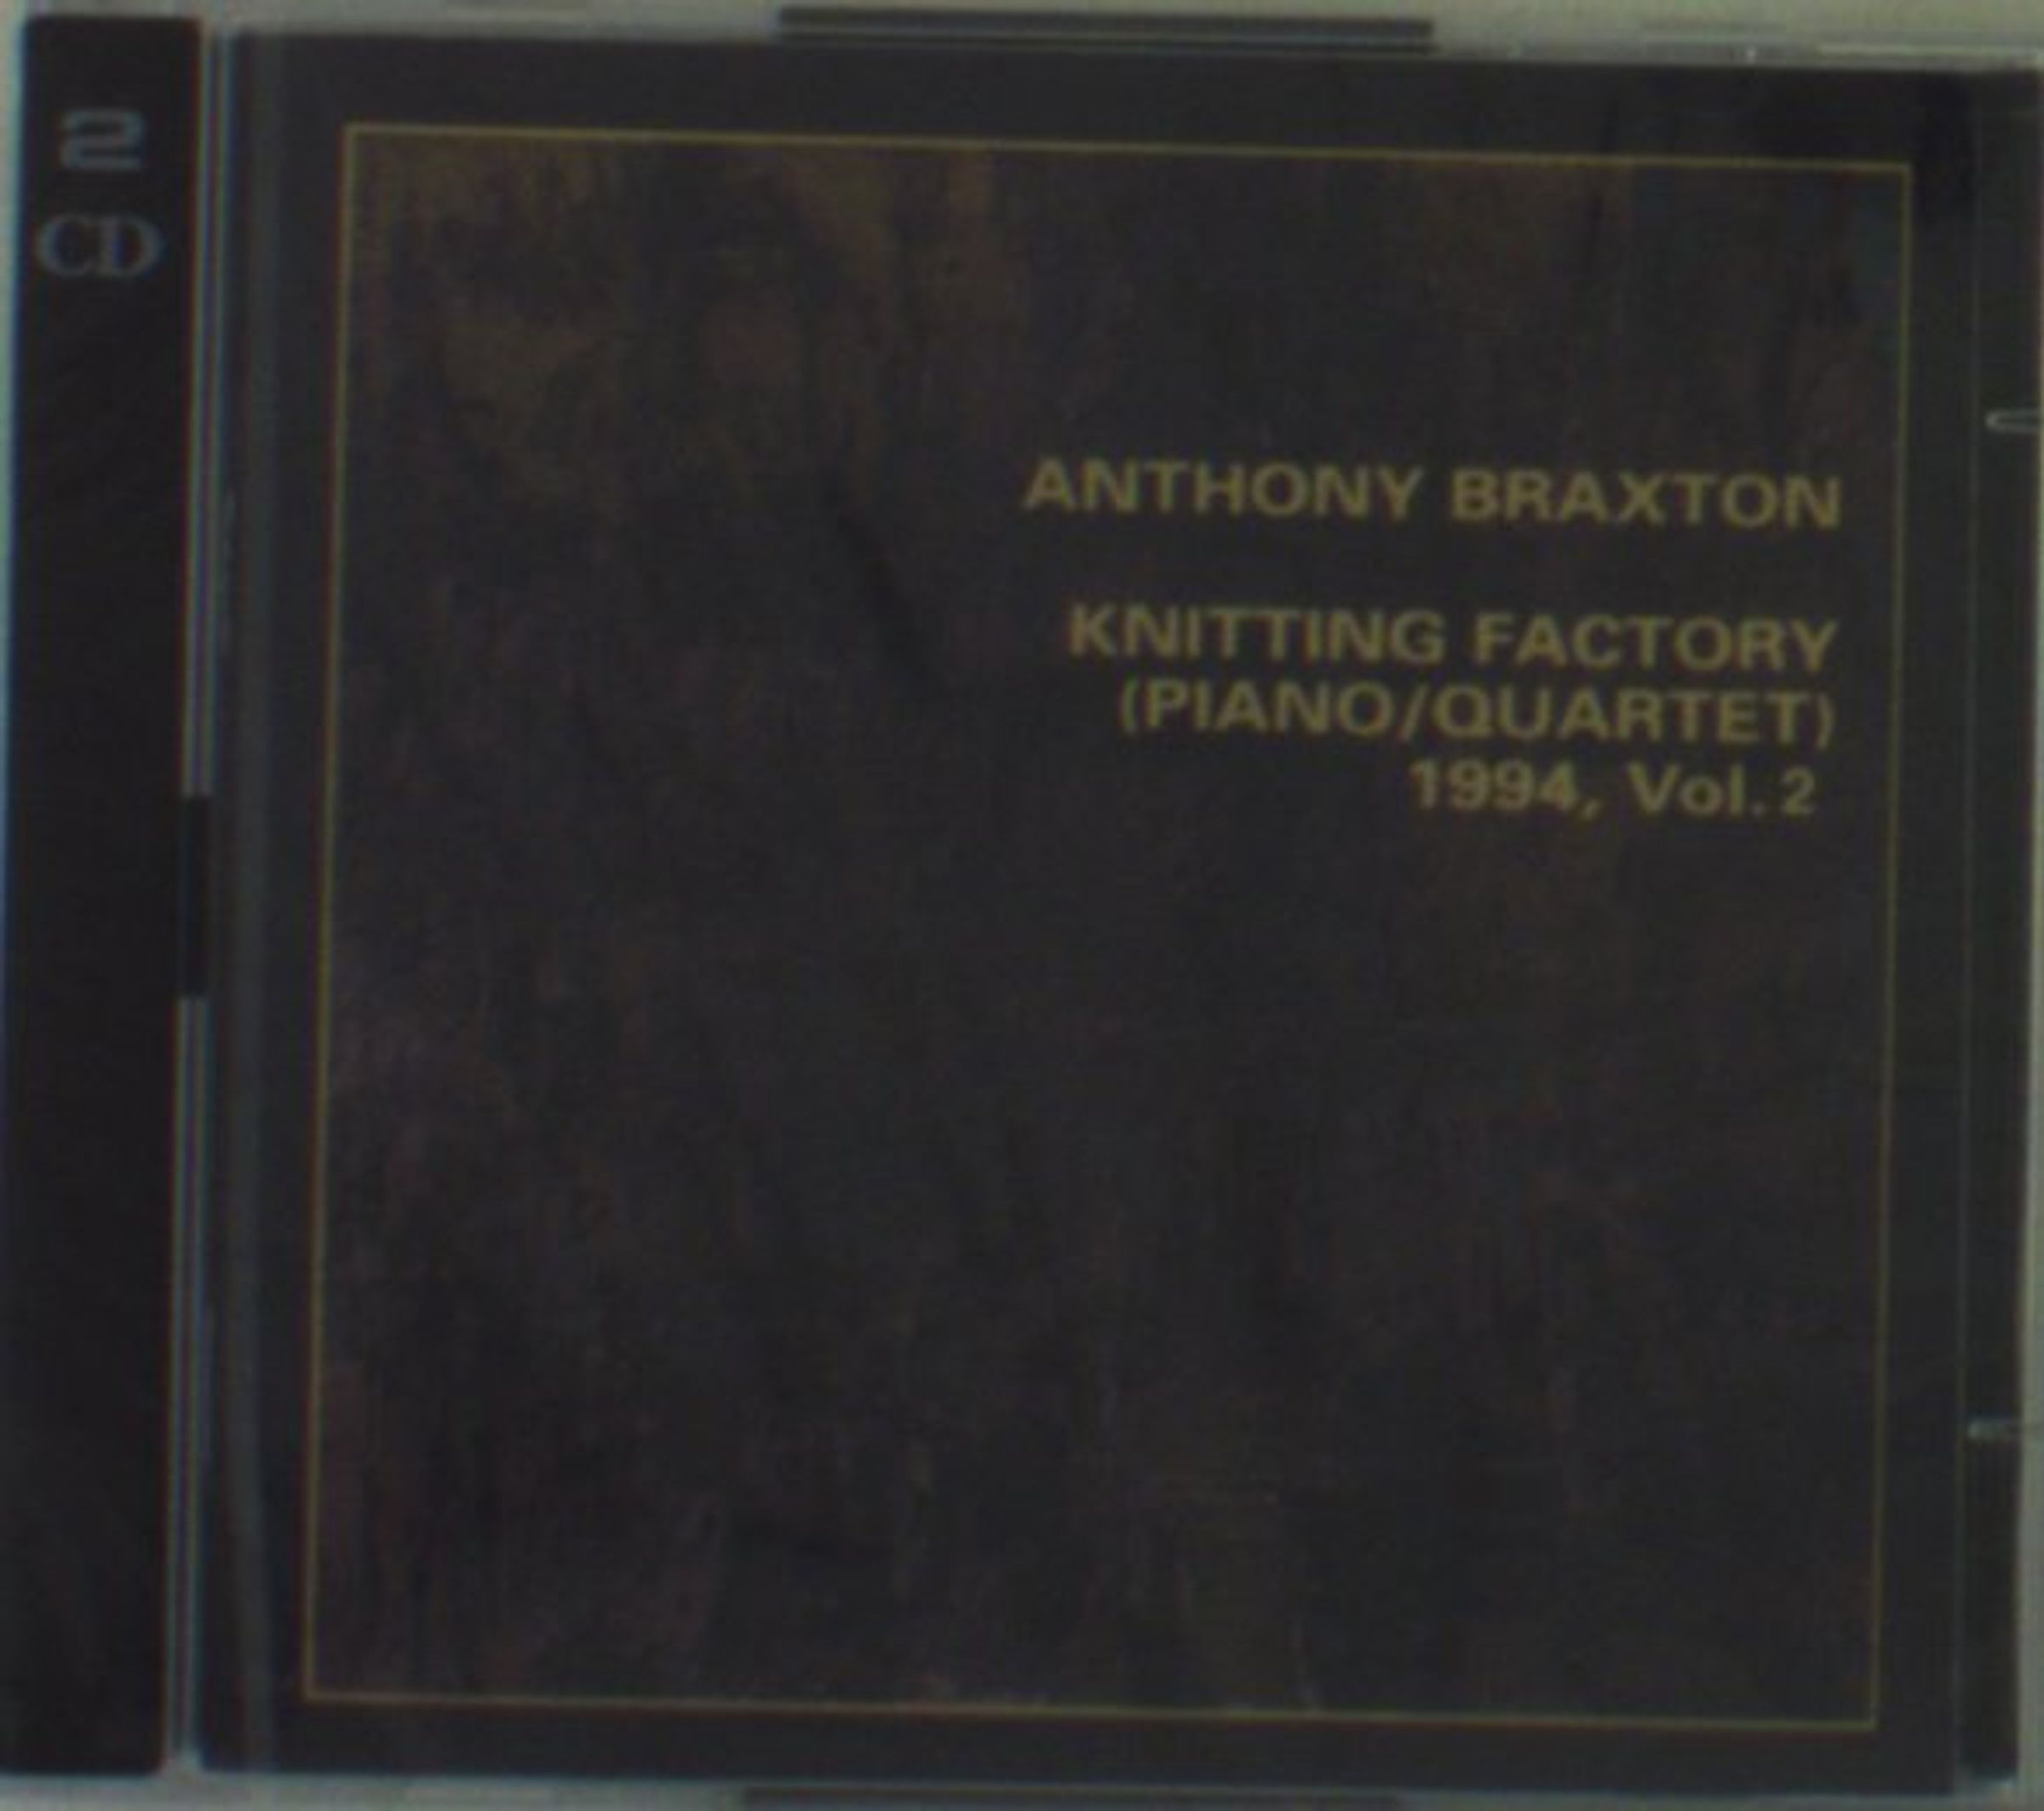 2
CD
ANTHONY BRAXTON
KNITTING FACTORY
(PIANO/QUARTET)
1994, Vol. 2